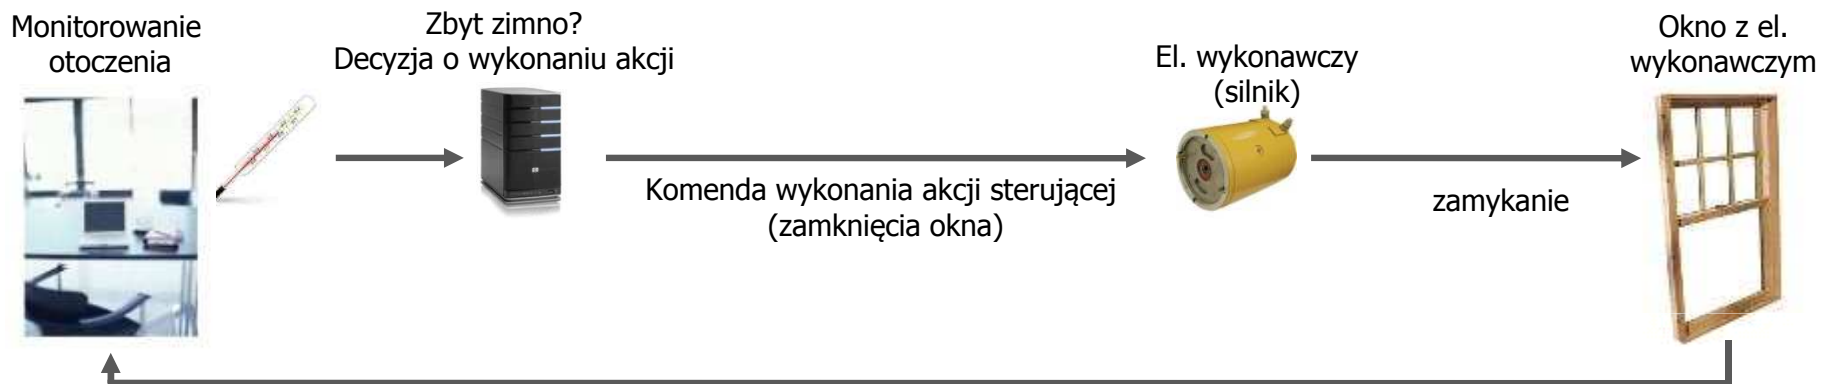 Monitorowanie
otoczenia
Zbyt zimno?
Decyzja o wykonaniu akcji
Komenda wykonania akcji sterującej
(zamknięcia okna)
El. wykonawczy
(silnik)
zamykanie
Okno z el.
wykonawczym